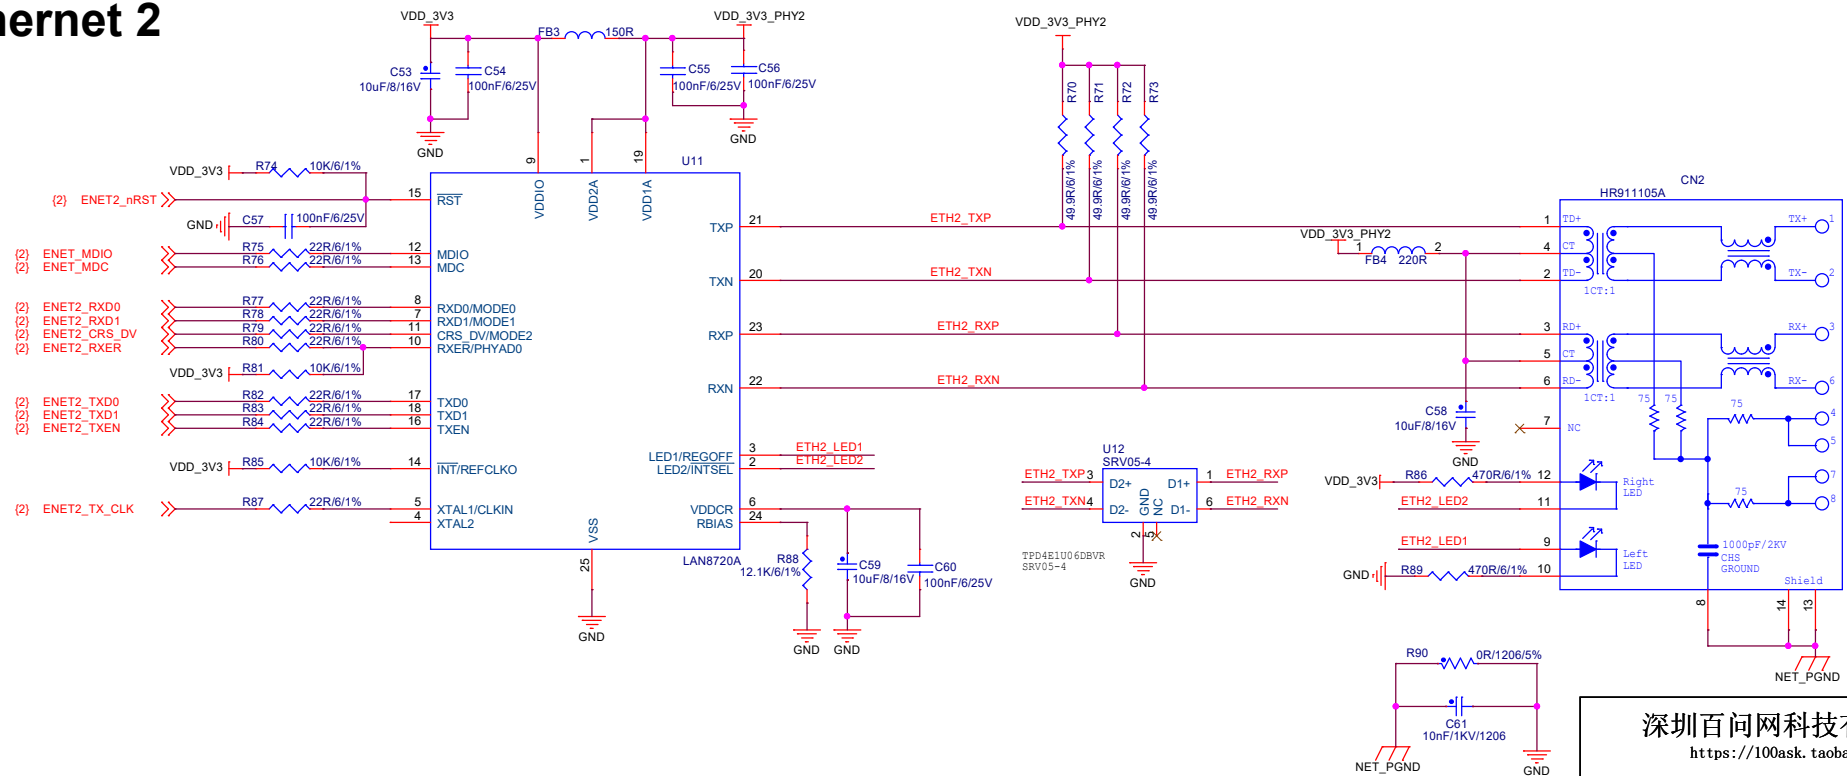 hernet 2
VDD_3V3
VDD_3V3_PHY2
FB3
150R
C53
10uF/8/16V
C54
100nF/6/25V
C55
100nF/6/25V
C56
100nF/6/25V
GND
GND
VDD_3V3_PHY2
R70
R71
R72
R73
49.9R/6/1%
49.9R/6/1%
49.9R/6/1%
49.9R/6/1%
VDD_3V3
R74
10K/6/1%
{2} ENET2_nRST
GND
C57
100nF/6/25V
{2} ENET_MDIO
R75
22R/6/1%
{2} ENET_MDC
R76
22R/6/1%
{2} ENET2_RXD0
R77
22R/6/1%
{2} ENET2_RXD1
R78
22R/6/1%
{2} ENET2_CRS_DV
R79
22R/6/1%
{2} ENET2_RXER
R80
22R/6/1%
VDD_3V3
R81
10K/6/1%
{2} ENET2_TXD0
R82
22R/6/1%
{2} ENET2_TXD1
R83
22R/6/1%
{2} ENET2_TXEN
R84
22R/6/1%
VDD_3V3
R85
10K/6/1%
{2} ENET2_TX_CLK
R87
22R/6/1%
U11
9
1
19
VDDIO
VDD2A
VDD1A
15
RST
12
MDIO
13
MDC
8
RXD0/MODE0
7
RXD1/MODE1
11
CRS_DV/MODE2
10
RXER/PHYAD0
17
TXD0
18
TXD1
16
TXEN
14
INT/REFCLKO
5
XTAL1/CLKIN
4
XTAL2
TXP
21
TXN
20
RXP
23
RXN
22
LED1/REGOFF
3
ETH2_LED1
LED2/INTSEL
2
ETH2_LED2
VDDCR
6
RBIAS
24
VSS
25
LAN8720A
GND
R88
12.1K/6/1%
C59
10uF/8/16V
C60
100nF/6/25V
GND
GND
ETH2_TXP
ETH2_TXN
ETH2_RXP
ETH2_RXN
U12
SRV05-4
ETH2_TXP
3
D2+
D1+
1
ETH2_RXP
ETH2_TXN
4
D2-
D1-
6
ETH2_RXN
GND
NC
2
5
TPD4E1U06DBVR
SRV05-4
GND
VDD_3V3_PHY2
1
2
FB4
220R
C58
10uF/8/16V
GND
VDD_3V3
R86
470R/6/1%
ETH2_LED2
ETH2_LED1
GND
R89
470R/6/1%
CN2
HR911105A
1
TD+
4
CT
2
TD-
1CT:1
3
RD+
5
CT
6
RD-
1CT:1
7
NC
12
11
9
10
TX+
1
TX-
2
RX+
3
RX-
6
75
75
75
4
5
7
75
8
Right
LED
Left
LED
1000pF/2KV
CHS
GROUND
Shield
8
14
13
NET_PGND
R90
0R/1206/5%
C61
10nF/1KV/1206
NET_PGND
GND
深圳百问网科技有
https://100ask.taoba